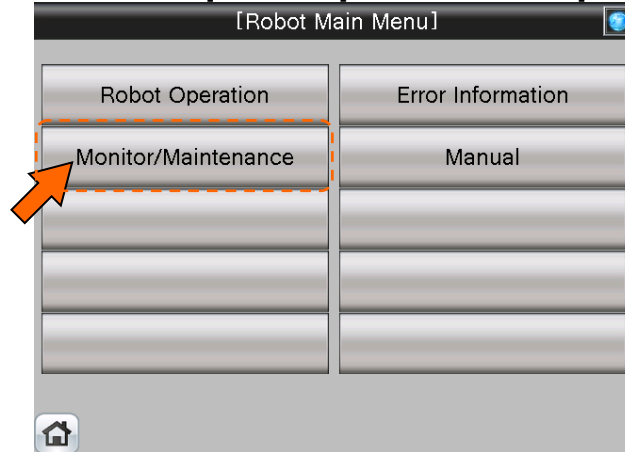 [Robot Main Menu]
Robot Operation
Error Information
Monitor/Maintenance
Manual